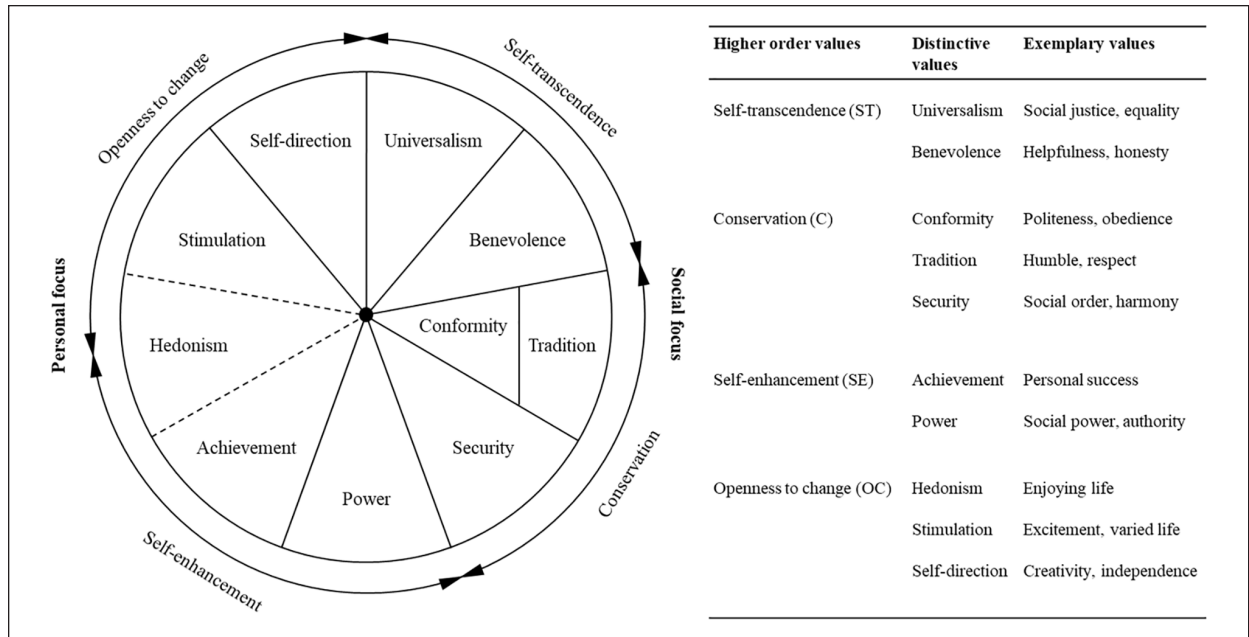 Openness to change
Self-transcendence
Self-direction
Universalism
Stimulation
Benevolence
Personal focus
Social focus
Hedonism
Conformity
Tradition
Achievement
Security
Power
Self-enhancement
Conservation
Higher order values Distinctive values Exemplary values
Self-transcendence (ST) Universalism Social justice, equality
Benevolence Helpfulness, honesty
Conservation (C) Conformity Politeness, obedience
Tradition Humble, respect
Security Social order, harmony
Self-enhancement (SE) Achievement Personal success
Power Social power, authority
Openness to change (OC) Hedonism Enjoying life
Stimulation Excitement, varied life
Self-direction Creativity, independence